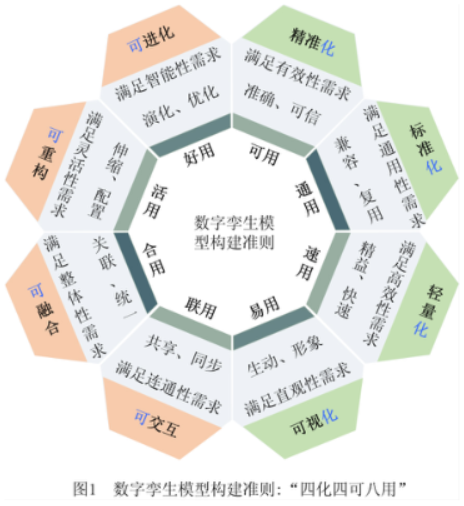 可进化
满足智能性需求
演化、优化
好用
精准化
满足有效性需求
准确、可信
可用
标准化
满足通用性需求
兼容、复用
通用
轻量化
满足高效性需求
精益、快速
速用
可视化
满足直观性需求
生动、形象
易用
可交互
满足连通性需求
共享、同步
联用
可融合
满足整体性需求
关联、统一
合用
可重构
满足灵活性需求
伸缩、配置
活用
数字孪生模
型构建准则
图1 数字孪生模型构建准则:“四化四可八用”